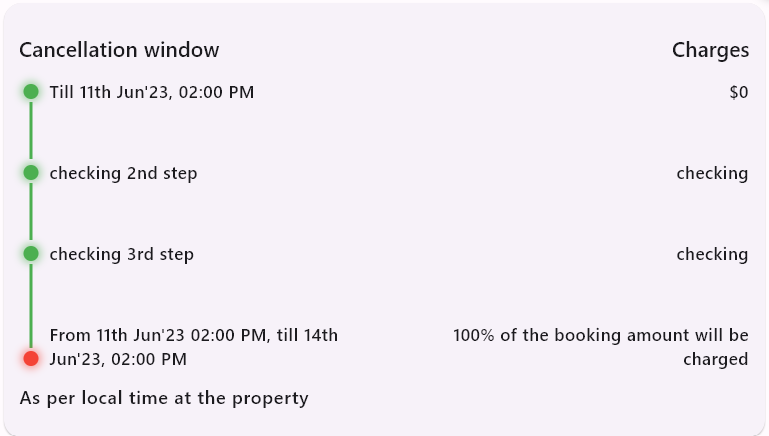 Cancellation window Charges
Till 11th Jun'23, 02:00 PM $0
checking 2nd step checking
checking 3rd step checking
From 11th Jun'23 02:00 PM, till 14th 100% of the booking amount will be
Jun'23, 02:00 PM charged
As per local time at the property